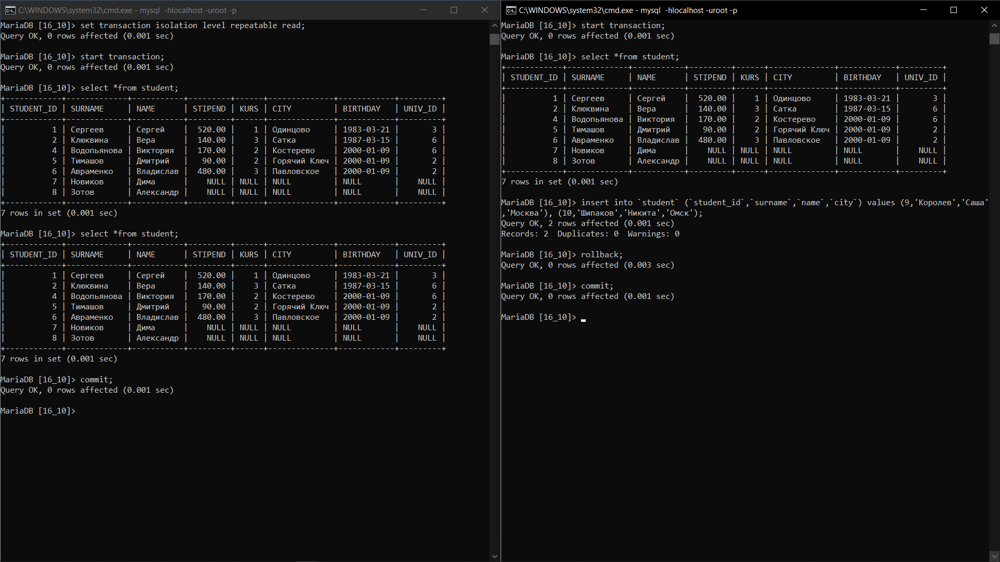 C:\WINDOWS\system32\cmd.exe - mysql  -hlocalhost -uroot -p
MariaDB [16_10]> set transaction isolation level repeatable read;
Query OK, 0 rows affected (0.001 sec)
MariaDB [16_10]> start transaction;
Query OK, 0 rows affected (0.001 sec)
MariaDB [16_10]> select *from student;
+------------+-----------+-----------+---------+------+--------------+------------+---------+
| STUDENT_ID | SURNAME    | NAME      | STIPEND | KURS | CITY         | BIRTHDAY   | UNIV_ID |
+------------+-----------+-----------+---------+------+--------------+------------+---------+
|          1 | Сергеев    | Сергей    |  520.00 |    1 | Одинцово     | 1983-03-21 |       3 |
|          2 | Клюквина   | Вера      |  140.00 |    3 | Сатка        | 1987-03-15 |       6 |
|          4 | Водопьянова | Виктория  |  170.00 |    2 | Костерево    | 2000-01-09 |       6 |
|          5 | Тимашов    | Дмитрий   |   90.00 |    2 | Горячий Ключ | 2000-01-09 |       2 |
|          6 | Авраменко  | Владислав |  480.00 |    3 | Павловское   | 2000-01-09 |       2 |
|          7 | Новиков    | Дима      |    NULL | NULL | NULL         | NULL       |    NULL |
|          8 | Зотов      | Александр |    NULL | NULL | NULL         | NULL       |    NULL |
+------------+-----------+-----------+---------+------+--------------+------------+---------+
7 rows in set (0.001 sec)
MariaDB [16_10]> select *from student;
+------------+-----------+-----------+---------+------+--------------+------------+---------+
| STUDENT_ID | SURNAME    | NAME      | STIPEND | KURS | CITY         | BIRTHDAY   | UNIV_ID |
+------------+-----------+-----------+---------+------+--------------+------------+---------+
|          1 | Сергеев    | Сергей    |  520.00 |    1 | Одинцово     | 1983-03-21 |       3 |
|          2 | Клюквина   | Вера      |  140.00 |    3 | Сатка        | 1987-03-15 |       6 |
|          4 | Водопьянова | Виктория  |  170.00 |    2 | Костерево    | 2000-01-09 |       6 |
|          5 | Тимашов    | Дмитрий   |   90.00 |    2 | Горячий Ключ | 2000-01-09 |       2 |
|          6 | Авраменко  | Владислав |  480.00 |    3 | Павловское   | 2000-01-09 |       2 |
|          7 | Новиков    | Дима      |    NULL | NULL | NULL         | NULL       |    NULL |
|          8 | Зотов      | Александр |    NULL | NULL | NULL         | NULL       |    NULL |
+------------+-----------+-----------+---------+------+--------------+------------+---------+
7 rows in set (0.001 sec)
MariaDB [16_10]> commit;
Query OK, 0 rows affected (0.001 sec)
MariaDB [16_10]>
C:\WINDOWS\system32\cmd.exe - mysql  -hlocalhost -uroot -p
MariaDB [16_10]> start transaction;
Query OK, 0 rows affected (0.001 sec)
MariaDB [16_10]> select *from student;
+------------+-----------+-----------+---------+------+--------------+------------+---------+
| STUDENT_ID | SURNAME    | NAME      | STIPEND | KURS | CITY         | BIRTHDAY   | UNIV_ID |
+------------+-----------+-----------+---------+------+--------------+------------+---------+
|          1 | Сергеев    | Сергей    |  520.00 |    1 | Одинцово     | 1983-03-21 |       3 |
|          2 | Клюквина   | Вера      |  140.00 |    3 | Сатка        | 1987-03-15 |       6 |
|          4 | Водопьянова | Виктория  |  170.00 |    2 | Костерево    | 2000-01-09 |       6 |
|          5 | Тимашов    | Дмитрий   |   90.00 |    2 | Горячий Ключ | 2000-01-09 |       2 |
|          6 | Авраменко  | Владислав |  480.00 |    3 | Павловское   | 2000-01-09 |       2 |
|          7 | Новиков    | Дима      |    NULL | NULL | NULL         | NULL       |    NULL |
|          8 | Зотов      | Александр |    NULL | NULL | NULL         | NULL       |    NULL |
+------------+-----------+-----------+---------+------+--------------+------------+---------+
7 rows in set (0.001 sec)
MariaDB [16_10]> insert into `student` (`student_id`,`surname`,`name`,`city`) values (9,'Королев','Саша'
,'Москва'), (10,'Шипаков','Никита','Омск');
Query OK, 2 rows affected (0.001 sec)
Records: 2  Duplicates: 0  Warnings: 0
MariaDB [16_10]> rollback;
Query OK, 0 rows affected (0.003 sec)
MariaDB [16_10]> commit;
Query OK, 0 rows affected (0.001 sec)
MariaDB [16_10]>